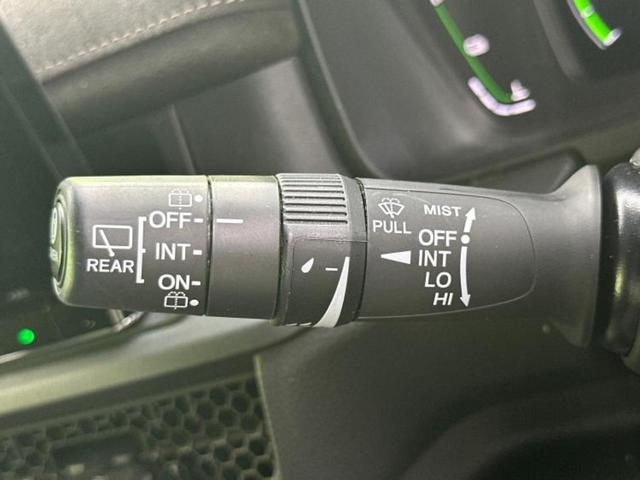 OFF
INT
ON
REAR
PULL
MIST
OFF
INT
LO
HI